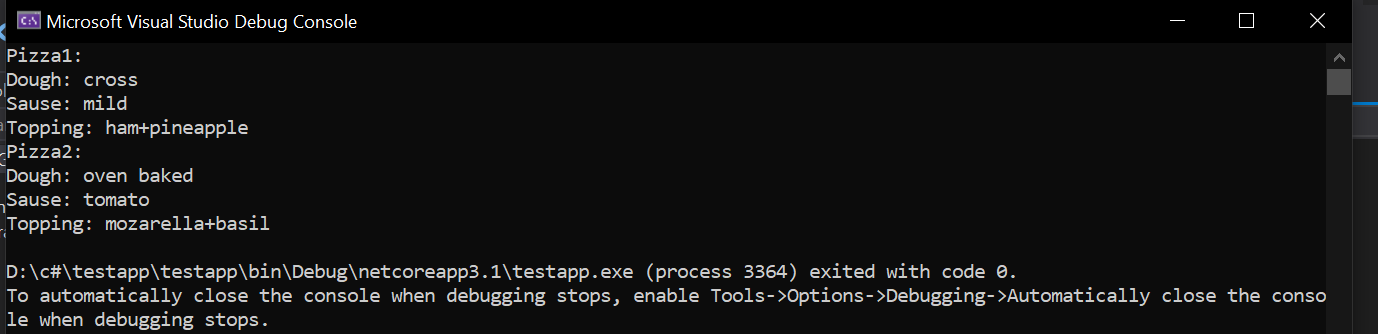 Microsoft Visual Studio Debug Console
Pizza1:
Dough: cross
Sause: mild
Topping: ham+pineapple
Pizza2:
Dough: oven baked
Sause: tomato
Topping: mozarella+basil
D:\c#\testapp\testapp\bin\Debug\netcoreapp3.1\testapp.exe (process 3364) exited with code 0.
To automatically close the console when debugging stops, enable Tools->Options->Debugging->Automatically close the conso
le when debugging stops.